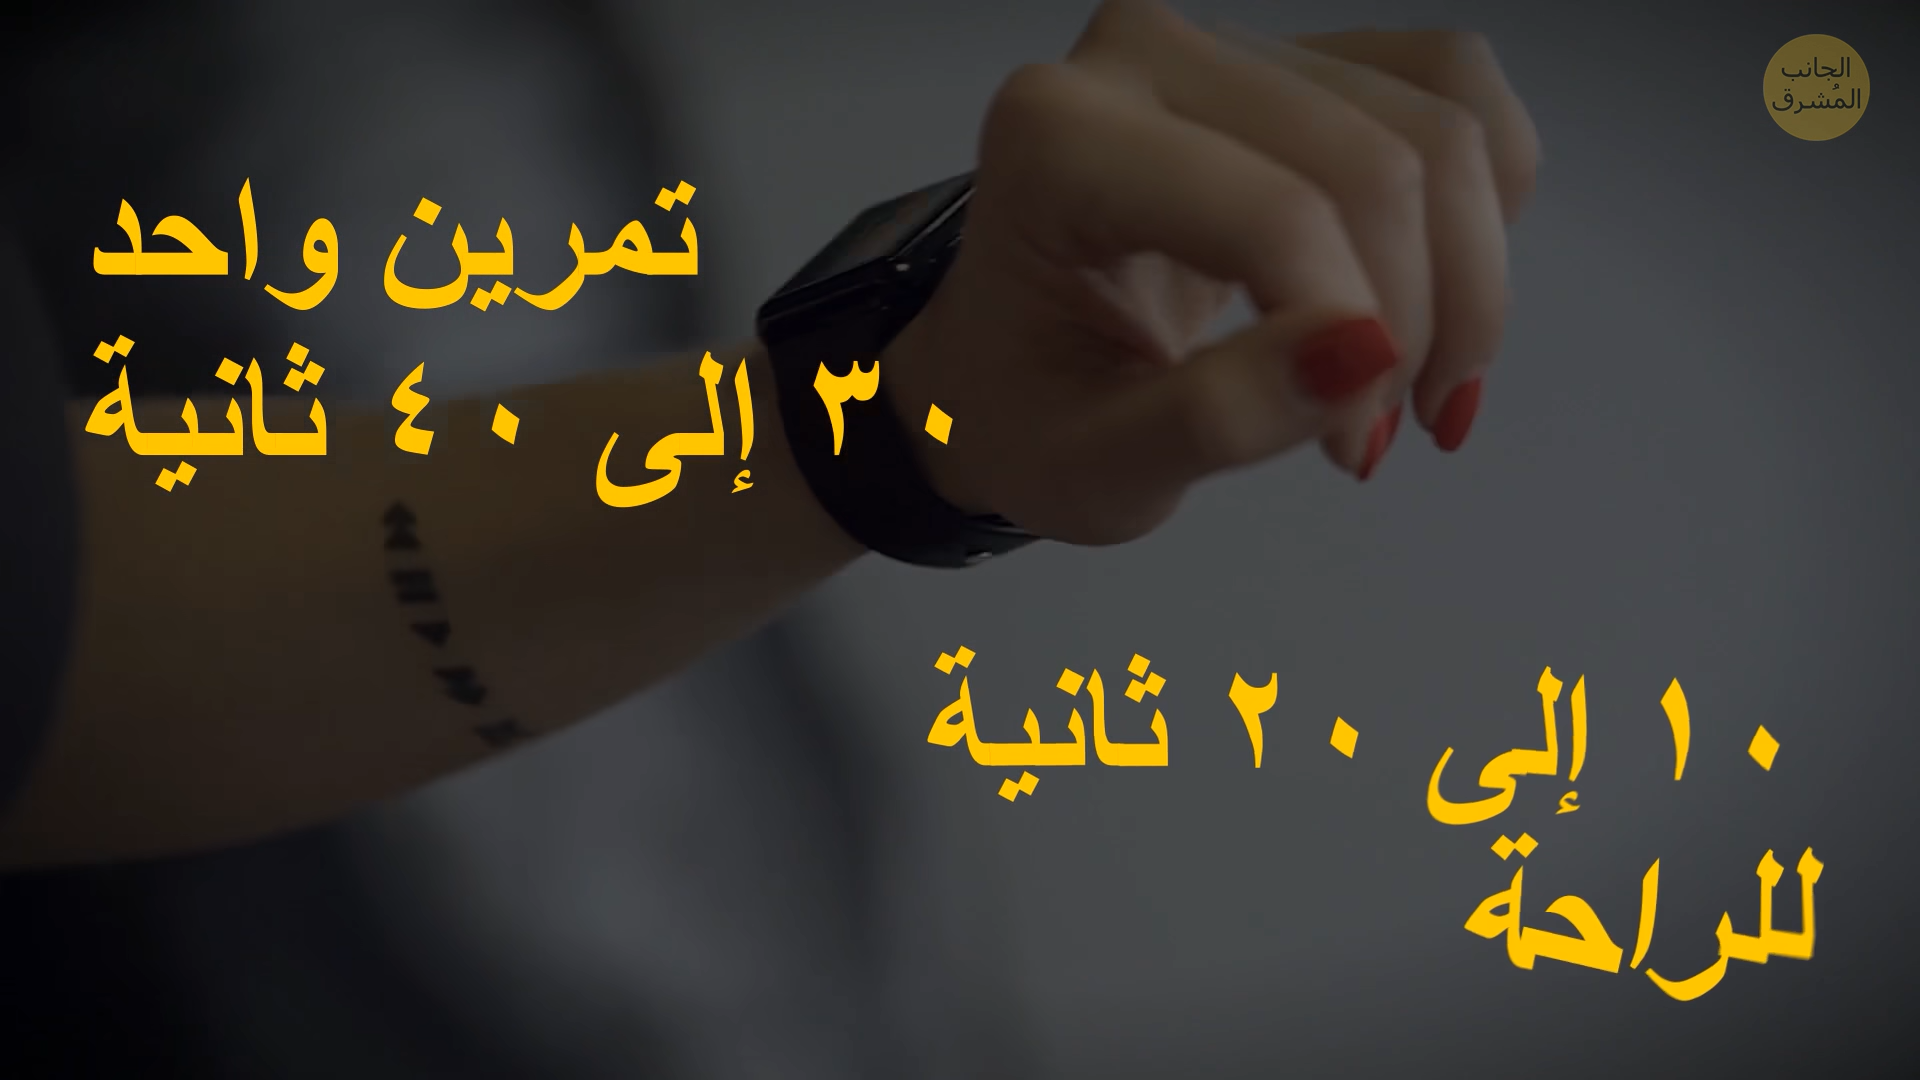 الجانب
المُشرق
تمرين واحد
٣٠ إلى ٤٠ ثانية
١٠ إلى ٢٠ ثانية
للراحة